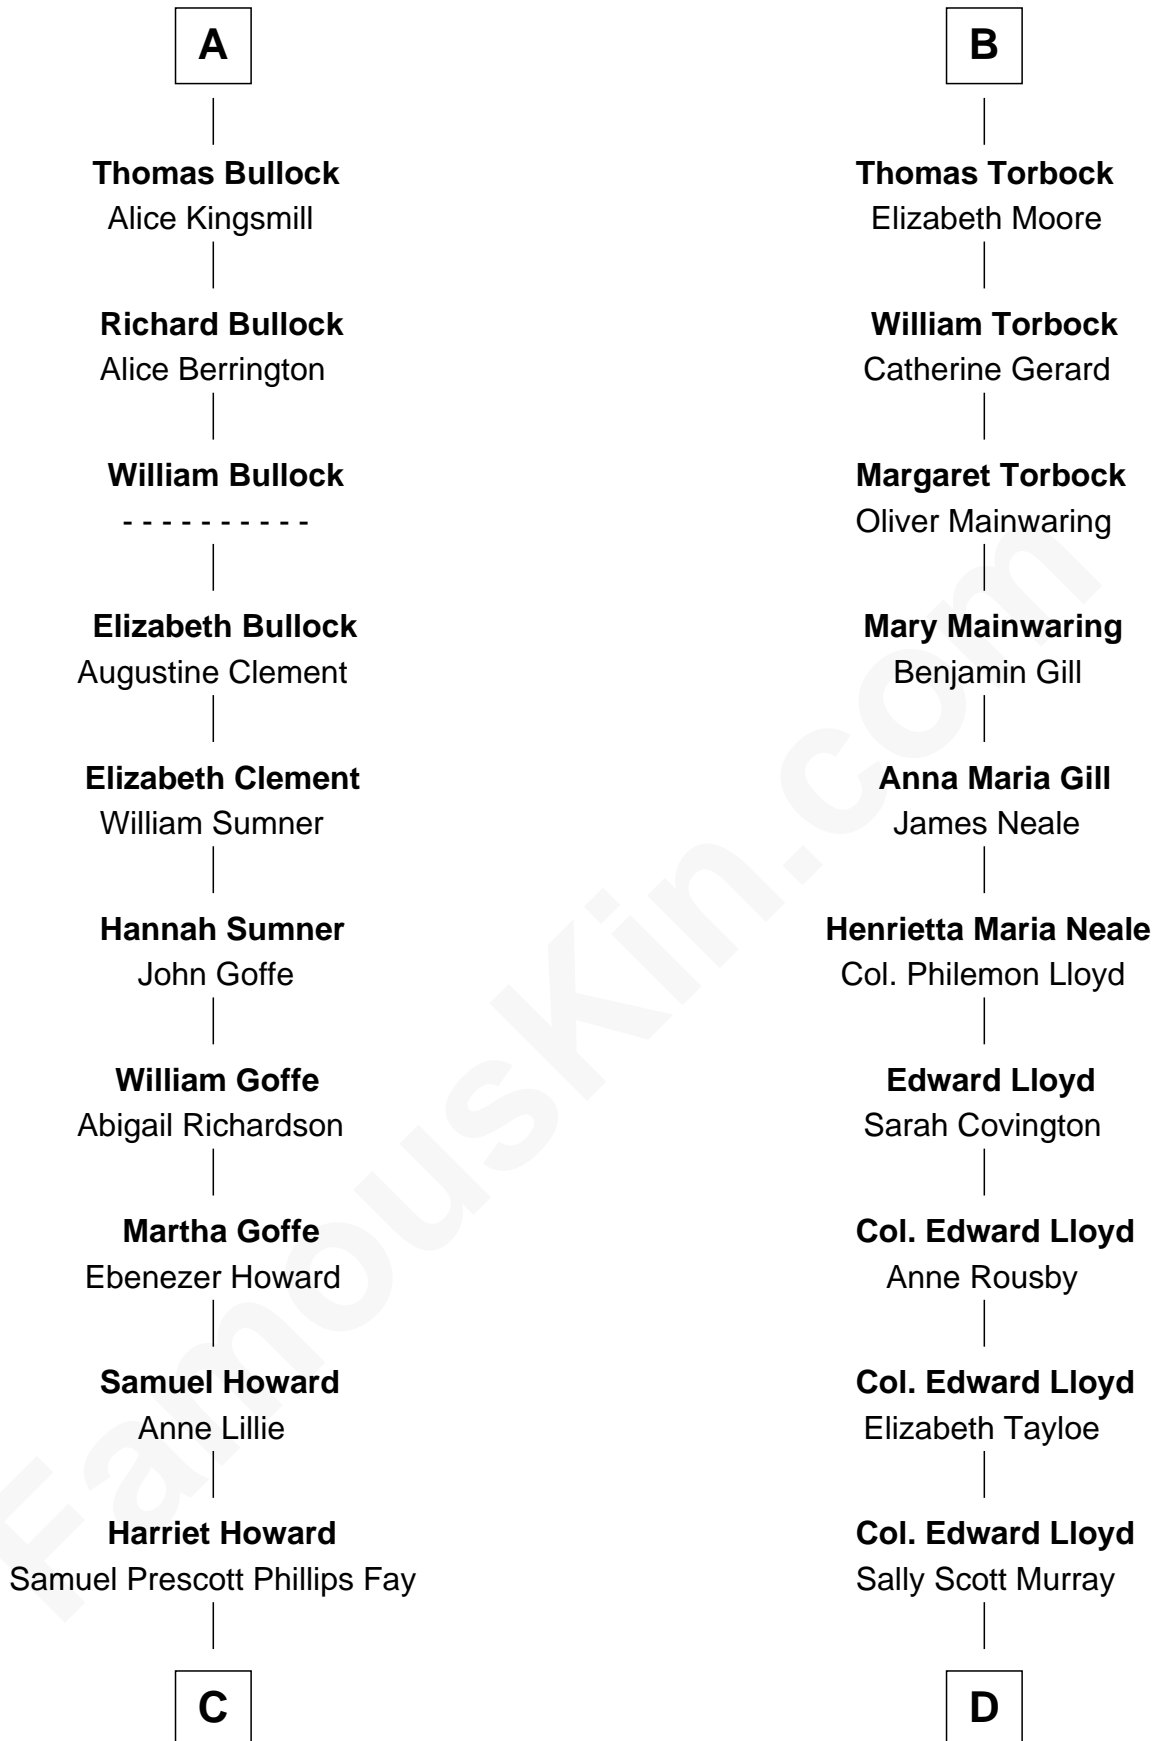 A
Thomas Bullock
Alice Kingsmill
Richard Bullock
Alice Berrington
William Bullock
- - - - - - - - - -
Elizabeth Bullock
Augustine Clement
Elizabeth Clement
William Sumner
Hannah Sumner
John Goffe
William Goffe
Abigail Richardson
Martha Goffe
Ebenezer Howard
Samuel Howard
Anne Lillie
Harriet Howard
Samuel Prescott Phillips Fay
C
B
Thomas Torbock
Elizabeth Moore
William Torbock
Catherine Gerard
Margaret Torbock
Oliver Mainwaring
Mary Mainwaring
Benjamin Gill
Anna Maria Gill
James Neale
Henrietta Maria Neale
Col. Philemon Lloyd
Edward Lloyd
Sarah Covington
Col. Edward Lloyd
Anne Rousby
Col. Edward Lloyd
Elizabeth Tayloe
Col. Edward Lloyd
Sally Scott Murray
D
FamousKin.com